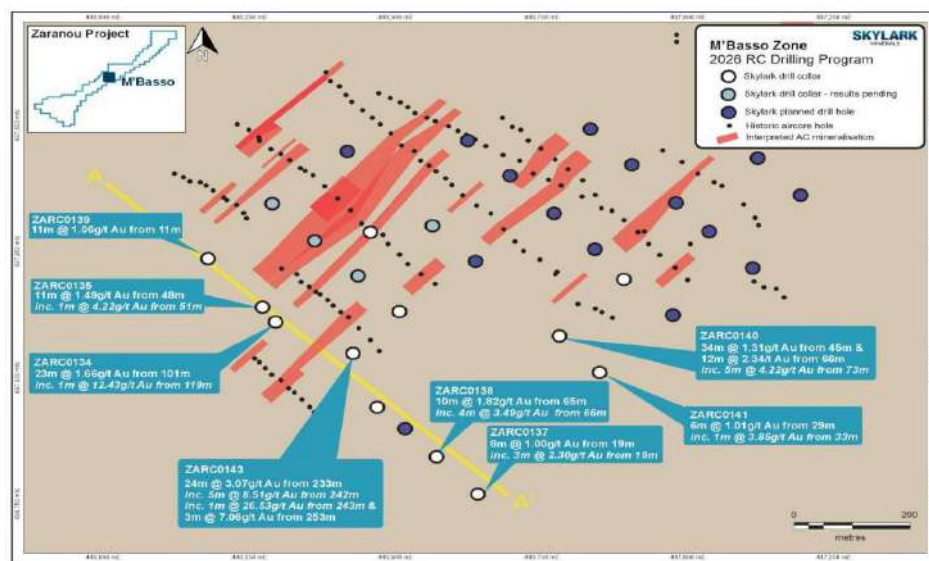 Zaranou Project
M'Basso
N
SKYLARK
MINERALS
M'Basso Zone
2026 RC Drilling Program
Skylark drill collar
Skylark drill collar - results pending
Skylark planned drill hole
Historic aircore hole
Interpreted AC mineralisation
A
ZARC0139
11m @ 1.06g/t Au from 11m
ZARC0135
11m @ 1.49g/t Au from 48m
inc. 1m @ 4.22g/t Au from 51m
ZARC0134
23m @ 1.66g/t Au from 101m
inc. 1m @ 12.43g/t Au from 119m
ZARC0140
34m @ 1.31g/t Au from 45m &
12m @ 2.34/t Au from 66m
inc. 5m @ 4.22g/t Au from 73m
ZARC0138
10m @ 1.82g/t Au from 65m
inc. 4m @ 3.49g/t Au from 66m
ZARC0141
6m @ 1.01g/t Au from 29m
inc. 1m @ 3.85g/t Au from 33m
ZARC0137
8m @ 1.00g/t Au from 19m
inc. 3m @ 2.30g/t Au from 19m
ZARC0143
24m @ 3.07g/t Au from 233m
inc. 5m @ 8.51g/t Au from 242m
inc. 1m @ 26.53g/t Au from 243m &
3m @ 7.06g/t Au from 253m
A'
0 200
metres